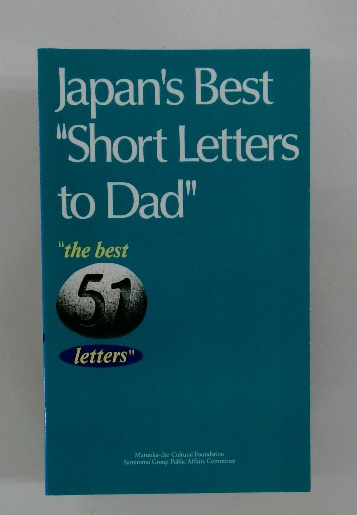 Japan's Best
"Short Letters
to Dad"
"the best
51
letters"
Maruoka-cho Cultural Foundation
Sumitomo Group Public Affairs Committee